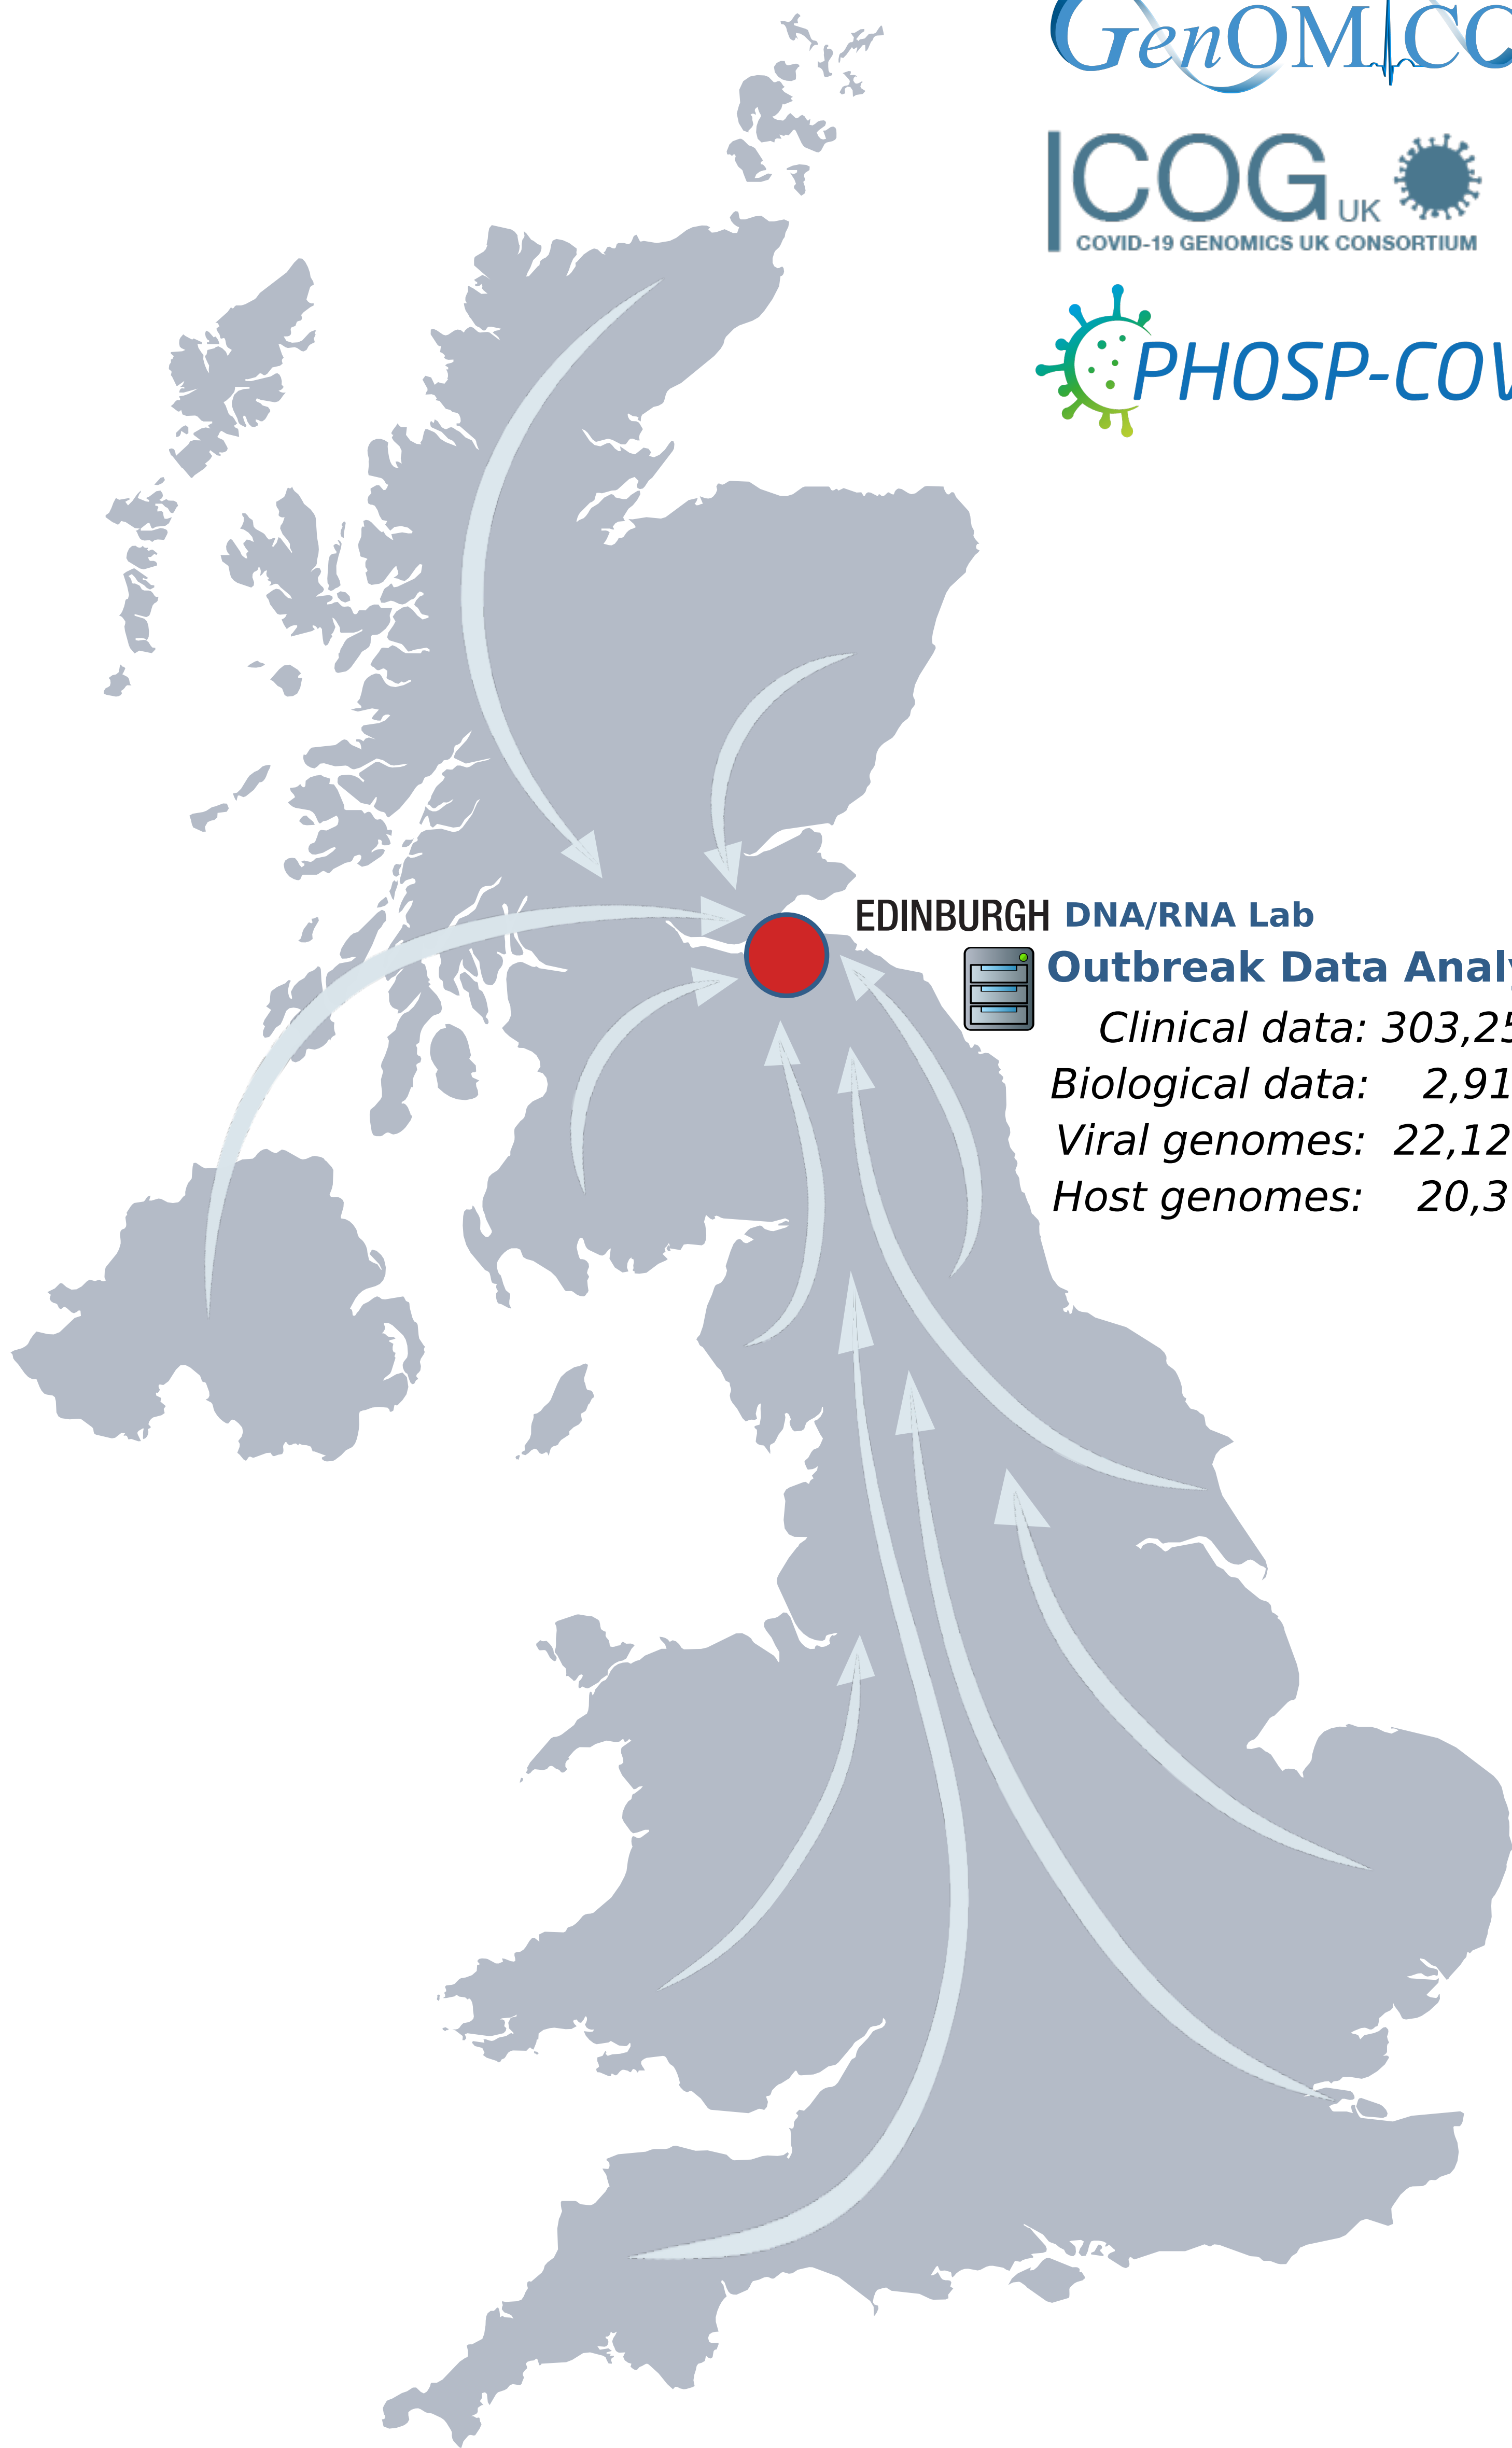 GenOMICC
COG UK
COVID-19 GENOMICS UK CONSORTIUM
PHOSP-COV
EDINBURGH DNA/RNA Lab
Outbreak Data Analy
Clinical data: 303,25
Biological data: 2,91
Viral genomes: 22,12
Host genomes: 20,3